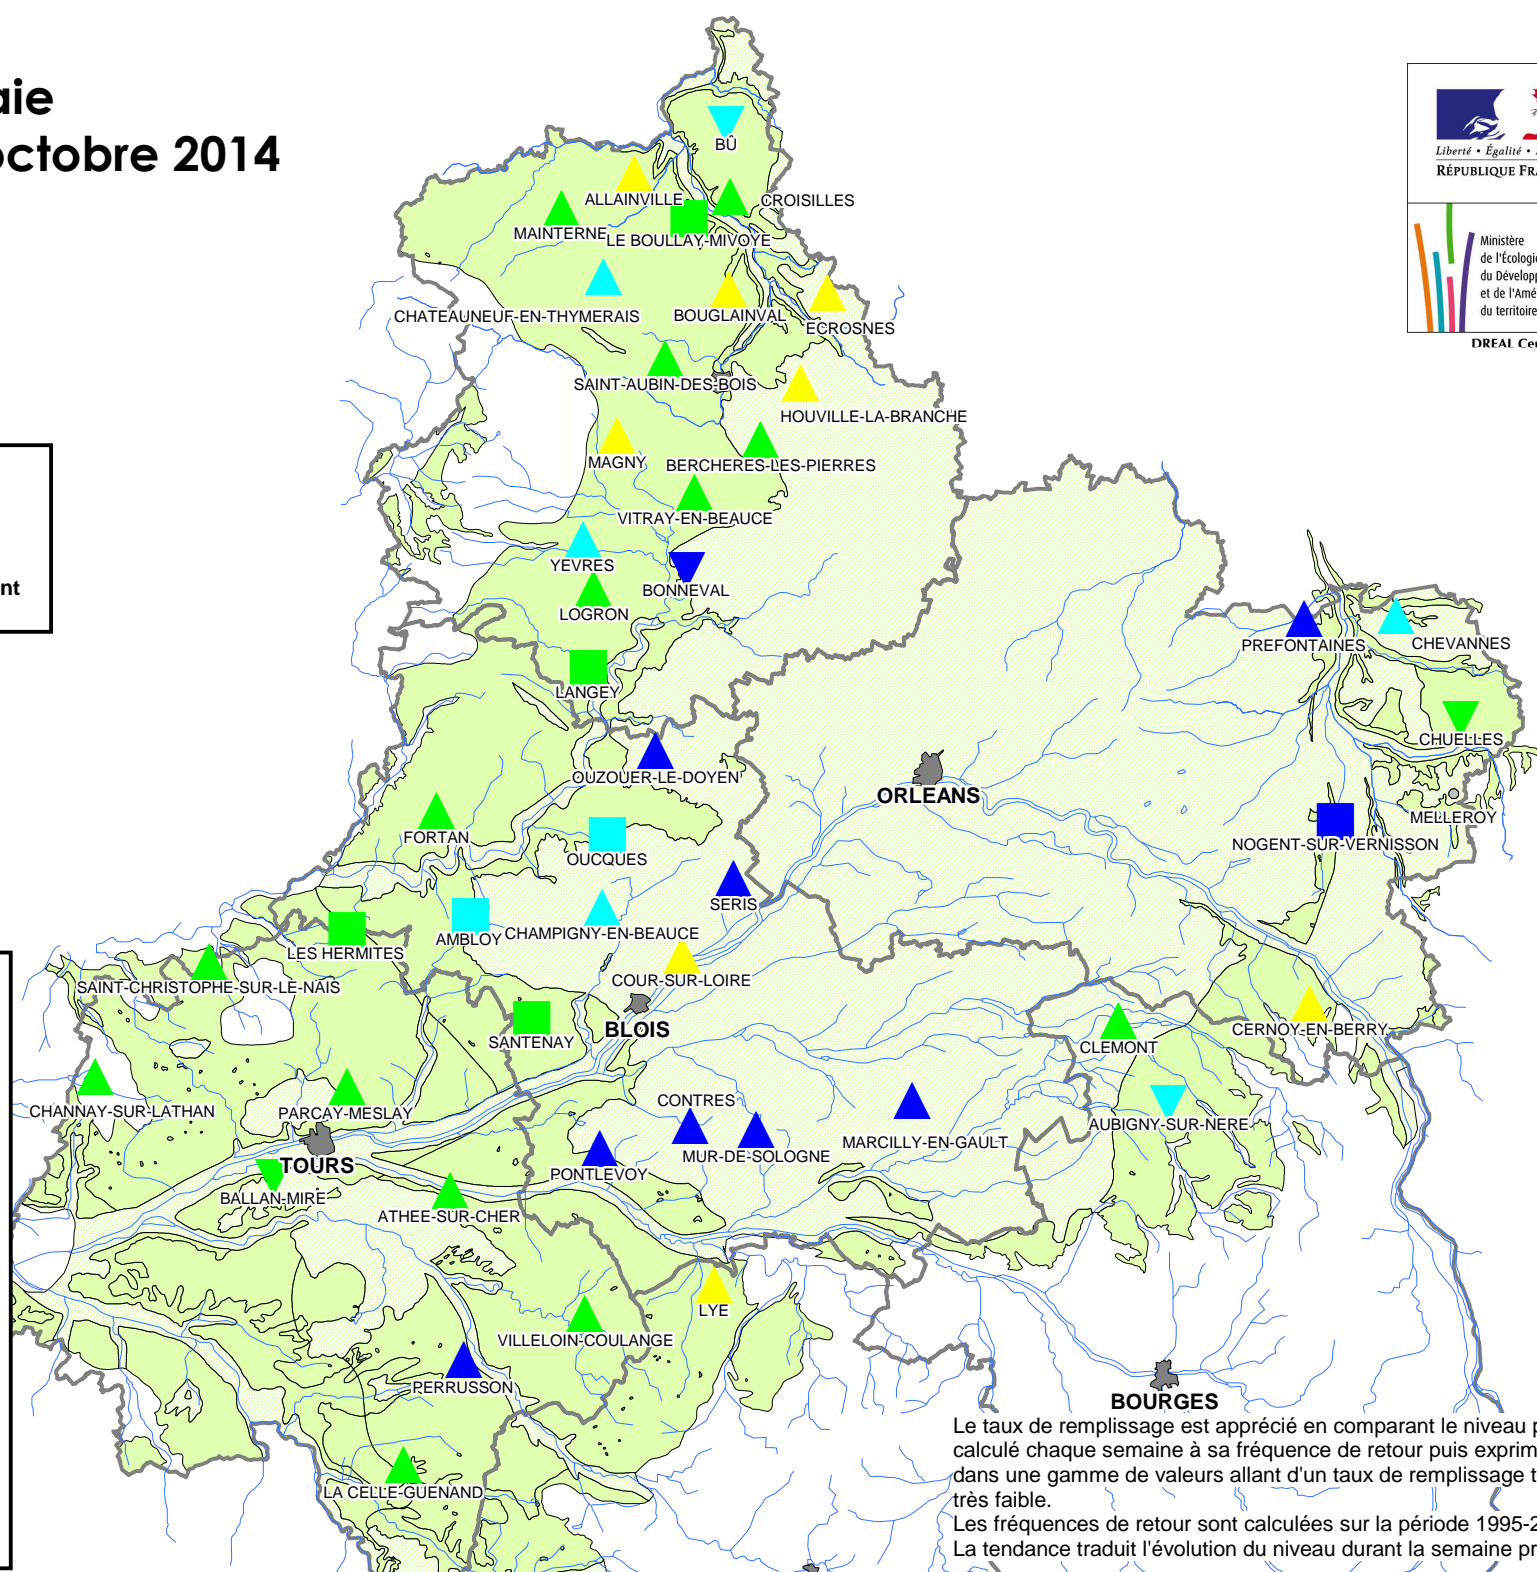 aie
octobre 2014
Liberté • Égalité •
RÉPUBLIQUE FRA
Ministère
de l'Écologie
du Dévelop
et de l'Amé
du territoire
DREAL Cen
nt
BÛ
ALLAINVILLE
CROISILLES
MAINTERNE
LE BOULLAY-MIVOYE
CHATEAUNEUF-EN-THYMERAIS
BOUGLAINVAL
ECROSNES
SAINT-AUBIN-DES-BOIS
HOUVILLE-LA-BRANCHE
MAGNY
BERCHERES-LES-PIERRES
VITRAY-EN-BEAUCE
YEVRES
BONNEVAL
LOGRON
PREFONTAINES
CHEVANNES
LANGEY
CHUELLES
OUZOUER-LE-DOYEN
ORLEANS
MELLEROY
FORTAN
OUCQUES
NOGENT-SUR-VERNISSON
SERIS
AMBLOY
CHAMPIGNY-EN-BEAUCE
LES HERMITES
COUR-SUR-LOIRE
SAINT-CHRISTOPHE-SUR-LE-NAIS
BLOIS
CERNOY-EN-BERRY
SANTENAY
CLEMONT
CONTRES
CHANNAY-SUR-LATHAN
PARCAY-MESLAY
AUBIGNY-SUR-NERE
MARCILLY-EN-GAULT
MUR-DE-SOLOGNE
TOURS
PONTLEVOY
BALLAN-MIRE
ATHEE-SUR-CHER
LYE
VILLELOIN-COULANGE
PERRUSSON
BOURGES
LA CELLE-GUENAND
Le taux de remplissage est apprécié en comparant le niveau p
calculé chaque semaine à sa fréquence de retour puis exprim
dans une gamme de valeurs allant d'un taux de remplissage t
très faible.
Les fréquences de retour sont calculées sur la période 1995-2
La tendance traduit l'évolution du niveau durant la semaine pr